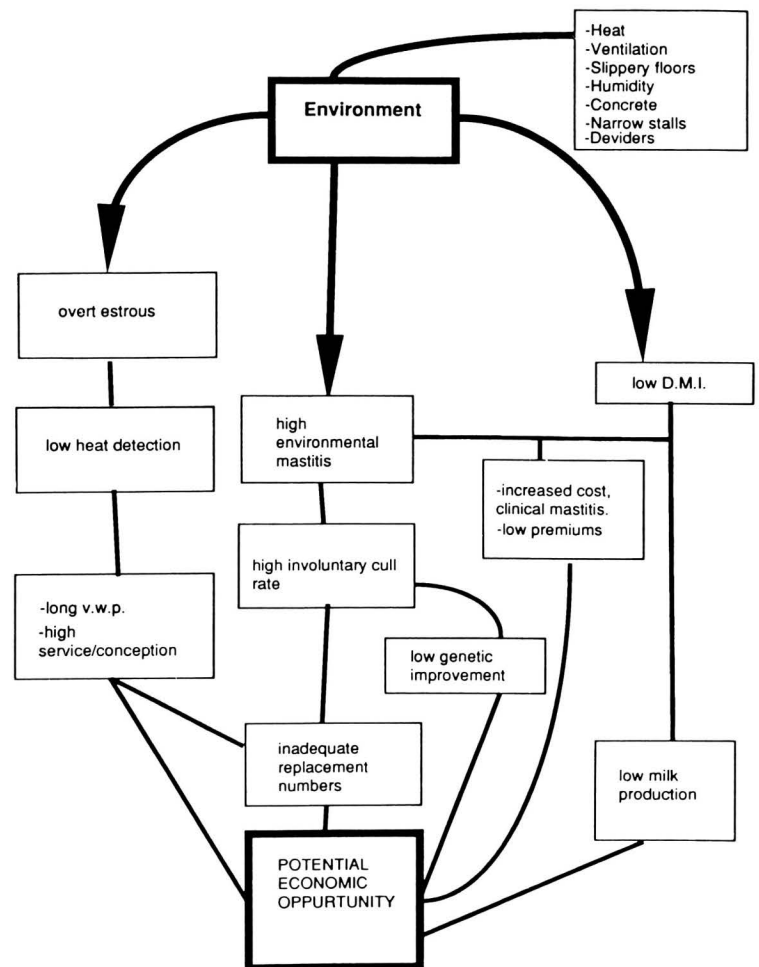 -Heat
-Ventilation
-Slippery floors
-Humidity
-Concrete
-Narrow stalls
-Deviders
Environment
overt estrous
low D.M.I.
low heat detection
high
environmental
mastitis
-increased cost,
clinical mastitis.
-low premiums
high involuntary cull
rate
-long v.w.p.
-high
service/conception
low genetic
improvement
inadequate
replacement
numbers
low milk
production
POTENTIAL
ECONOMIC
OPPURTUNITY